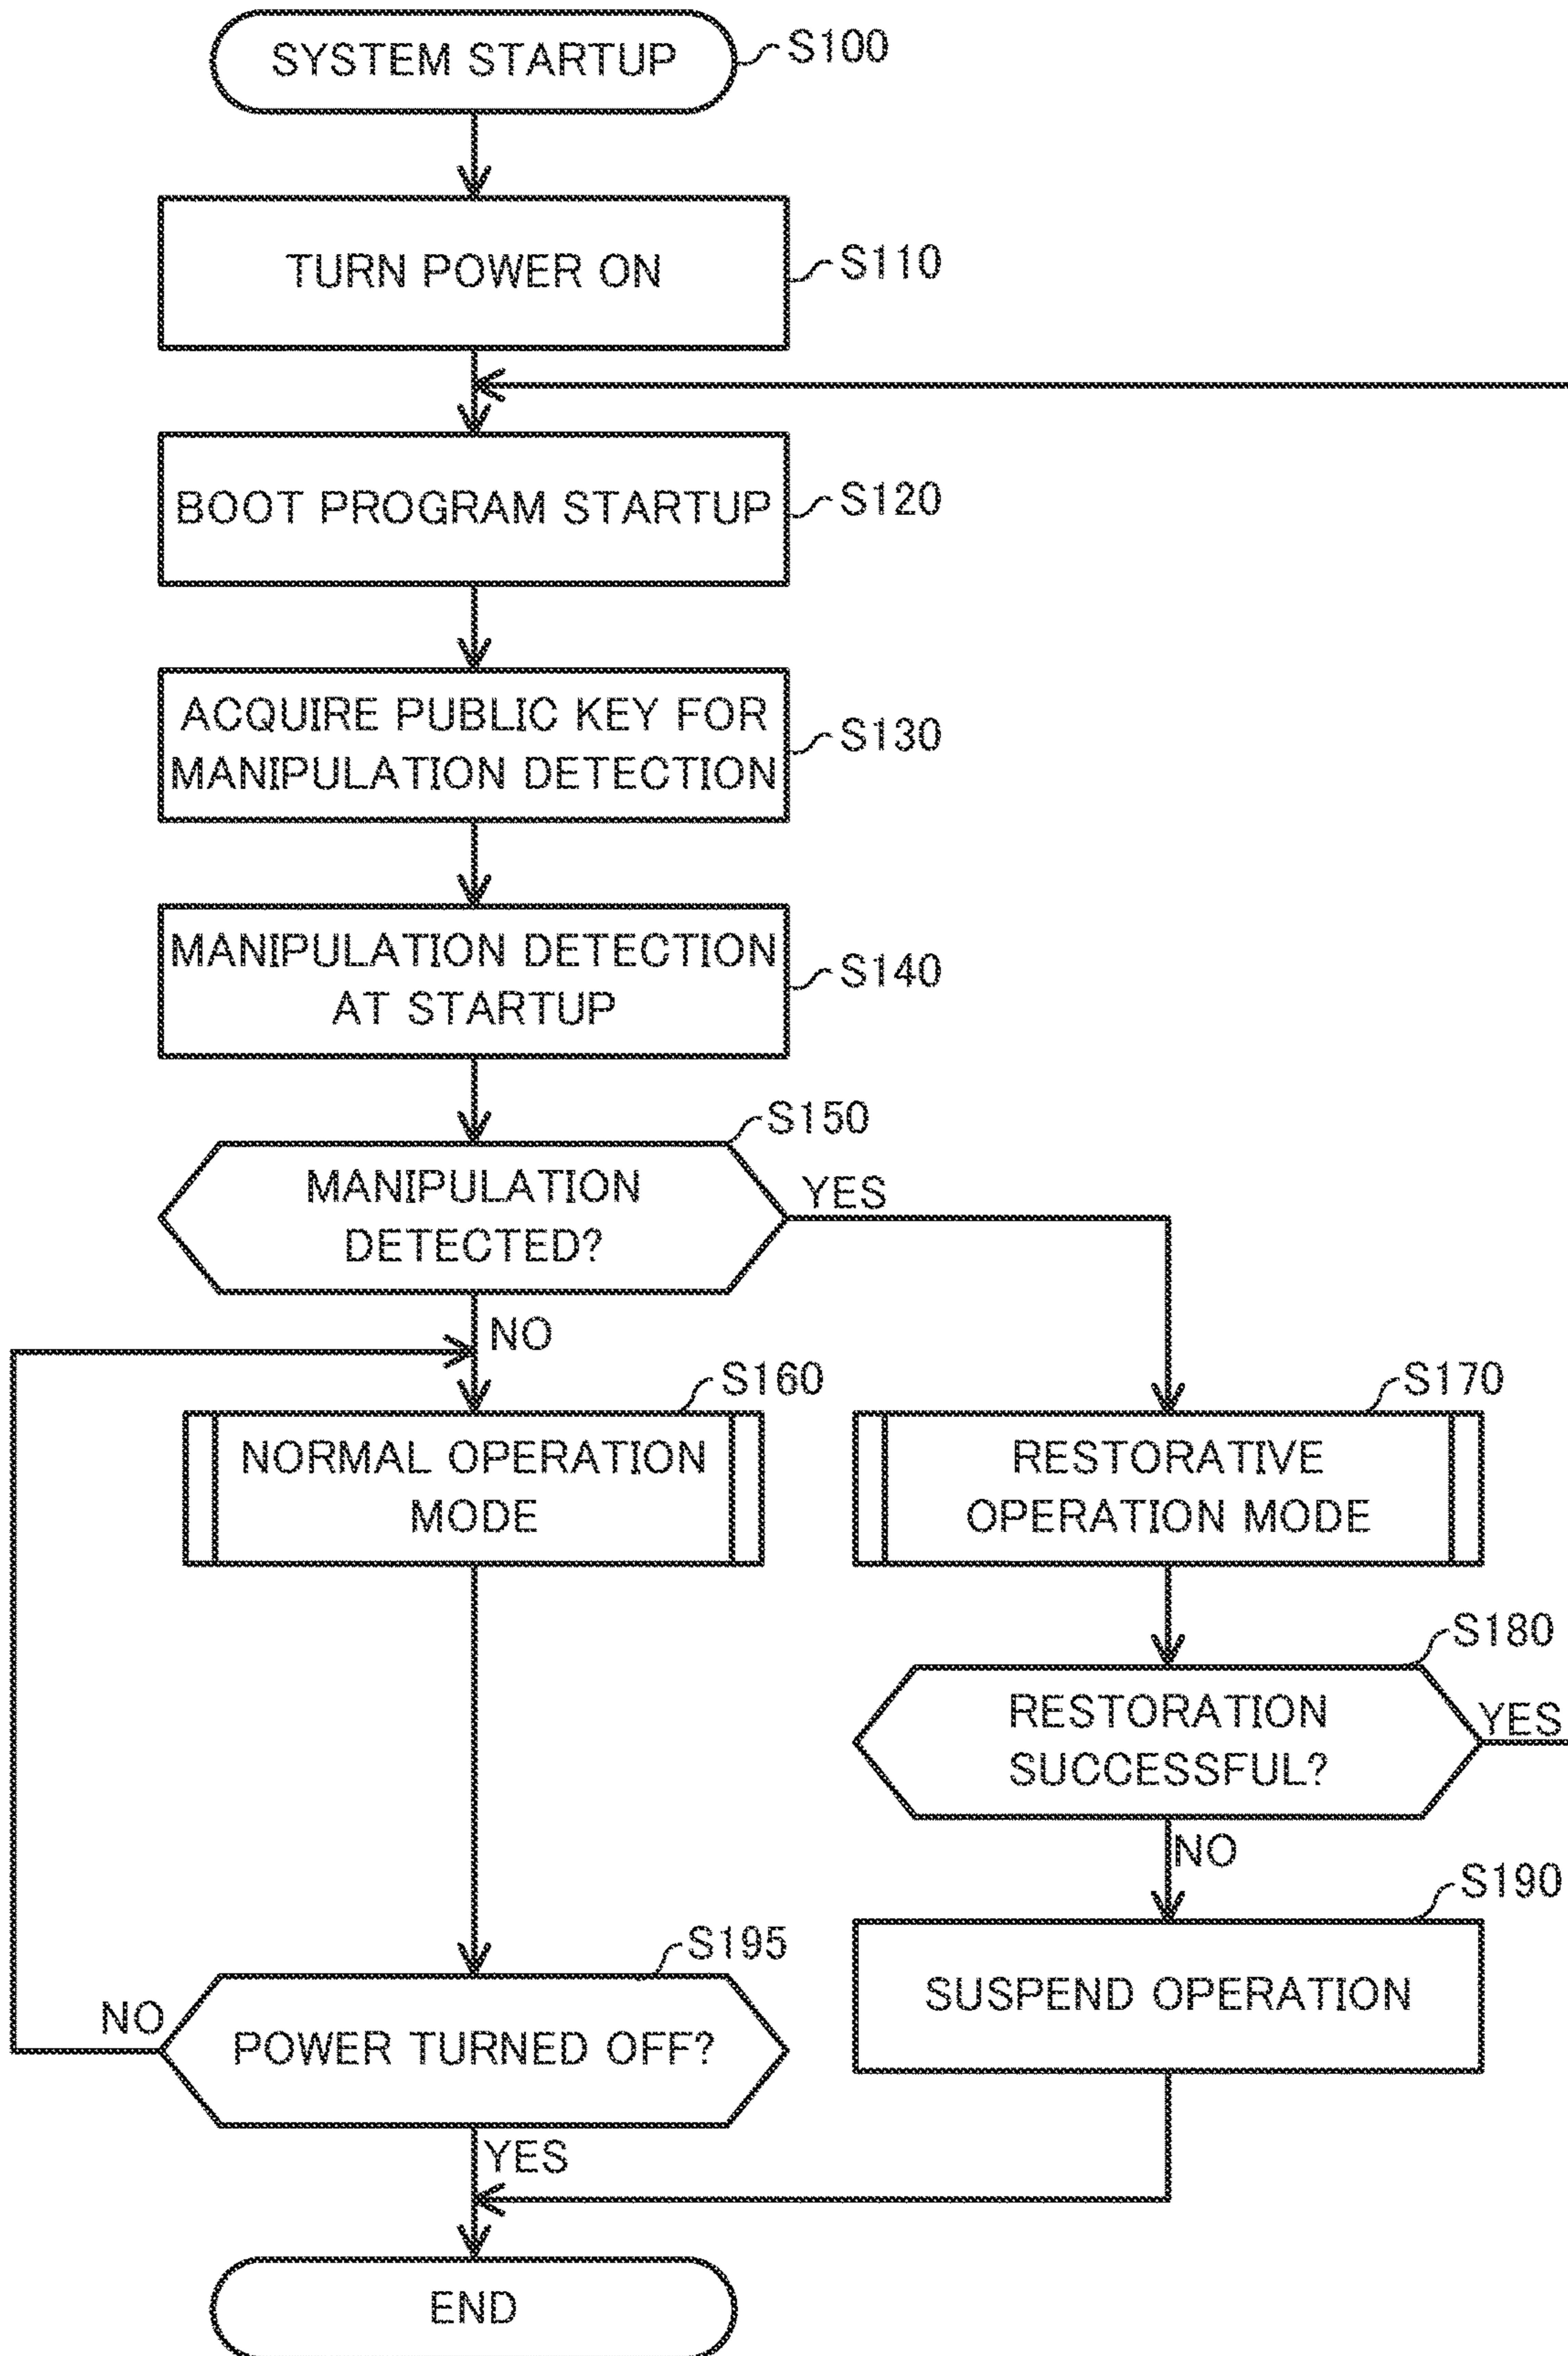 SYSTEM STARTUP
S100
TURN POWER ON
S110
BOOT PROGRAM STARTUP
S120
ACQUIRE PUBLIC KEY FOR
MANIPULATION DETECTION
S130
MANIPULATION DETECTION
AT STARTUP
S140
S150
MANIPULATION
DETECTED?
YES
NO
S160
NORMAL OPERATION
MODE
S170
RESTORATIVE
OPERATION MODE
S180
RESTORATION
SUCCESSFUL?
YES
NO
S190
SUSPEND OPERATION
S195
NO
POWER TURNED OFF?
YES
END